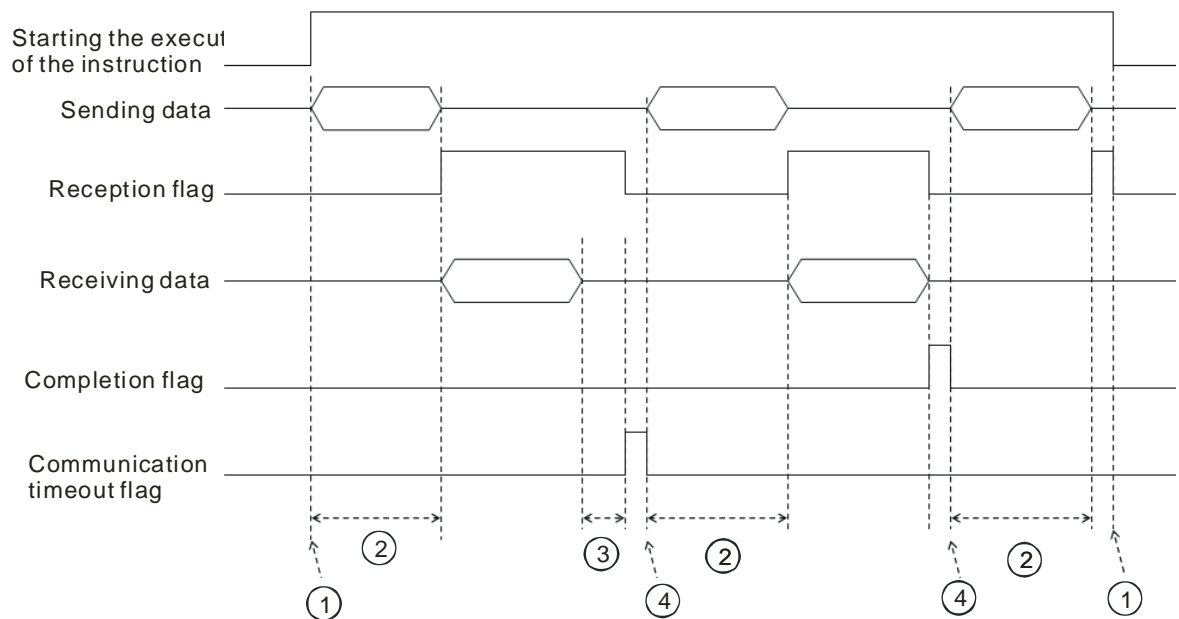 Starting the execut
of the instruction
Sending data
Reception flag
Receiving data
Completion flag
Communication
timeout flag
② ③ ② ②
① ④ ④ ①